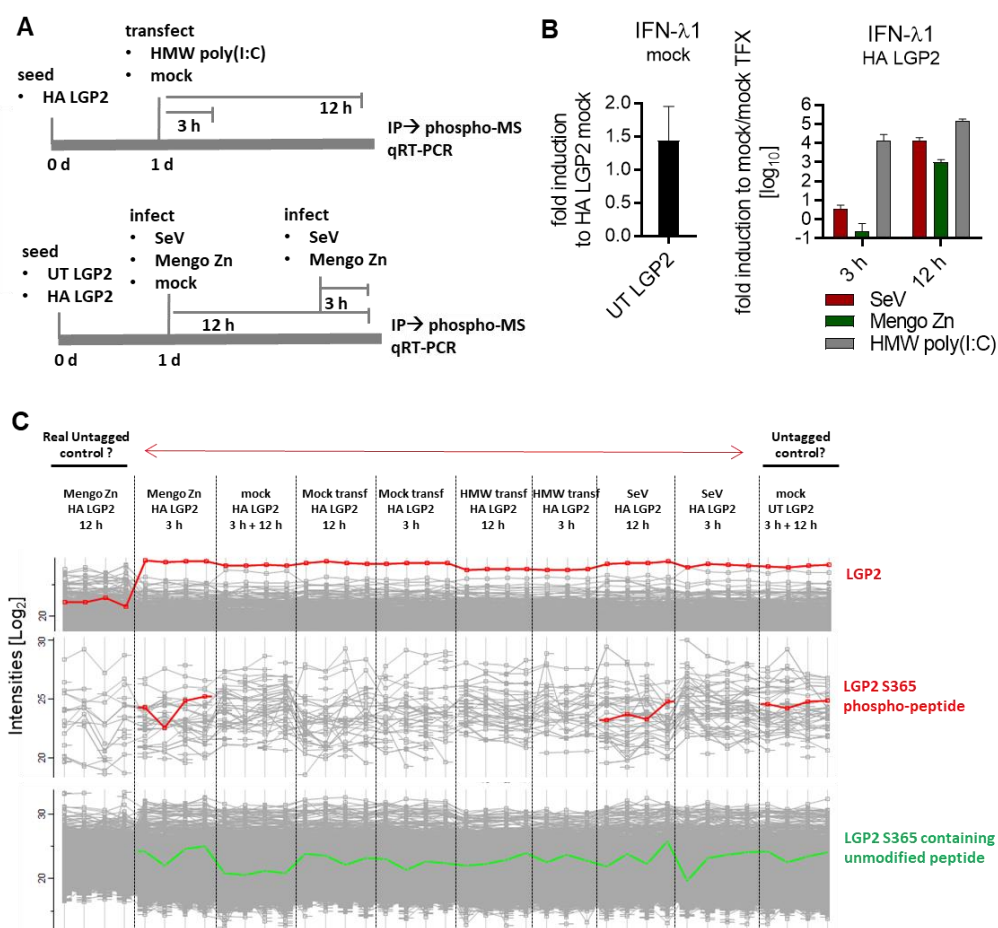 A
transfect
• HMW poly(I:C)
• mock
seed
• HA LGP2
12 h
3 h
IP→ phospho-MS
qRT-PCR
0 d
1 d
infect
• SeV
• Mengo Zn
• mock
infect
• SeV
• Mengo Zn
seed
• UT LGP2
• HA LGP2
3 h
12 h
IP→ phospho-MS
qRT-PCR
0 d
1 d
B
IFN-λ1
mock
fold induction
to HA LGP2 mock
2.0
1.5
1.0
0.5
0.0
UT LGP2
IFN-λ1
HA LGP2
fold induction to mock/mock TFX
[log10]
6
5
4
3
2
1
0
-1
3 h
12 h
SeV
Mengo Zn
HMW poly(I:C)
C
Real Untagged
control ?
Untagged
control?
Mengo Zn
HA LGP2
12 h
Mengo Zn
HA LGP2
3 h
mock
HA LGP2
3 h + 12 h
Mock transf
HA LGP2
12 h
Mock transf
HA LGP2
3 h
HMW transf
HA LGP2
12 h
HMW transf
HA LGP2
3 h
SeV
HA LGP2
12 h
SeV
HA LGP2
3 h
mock
UT LGP2
3 h + 12 h
Intensities [Log2]
20
LGP2
30
25
20
LGP2 S365
phospho-peptide
30
20
LGP2 S365 containing
unmodified peptide